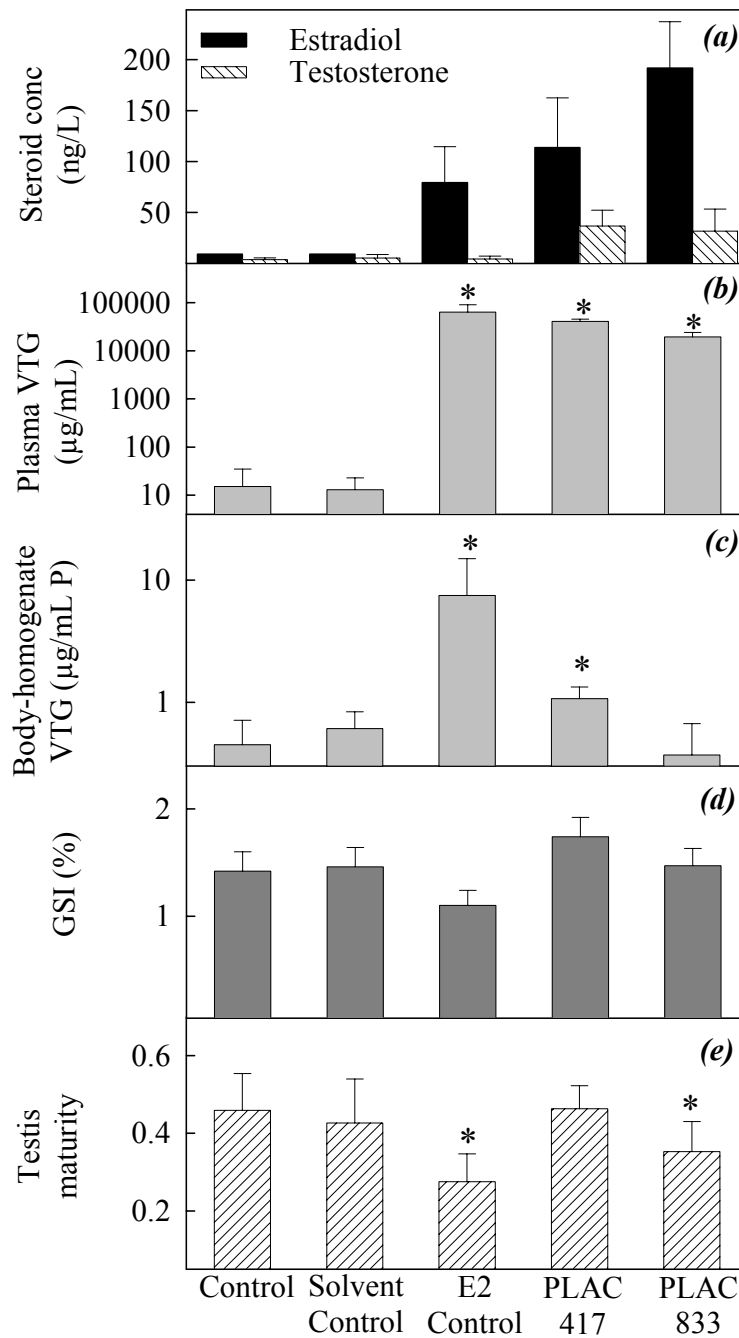 (a)
Estradiol
Testosterone
Steroid conc
(ng/L)
200
150
100
50
(b)
Plasma VTG
(µg/mL)
100000
10000
1000
100
10
* * *
(c)
Body-homogenate
VTG (µg/mL P)
10
1
* *
(d)
GSI (%)
2
1
(e)
Testis
maturity
0.6
0.4
0.2
* *
Control
Solvent
Control
E2
Control
PLAC
417
PLAC
833